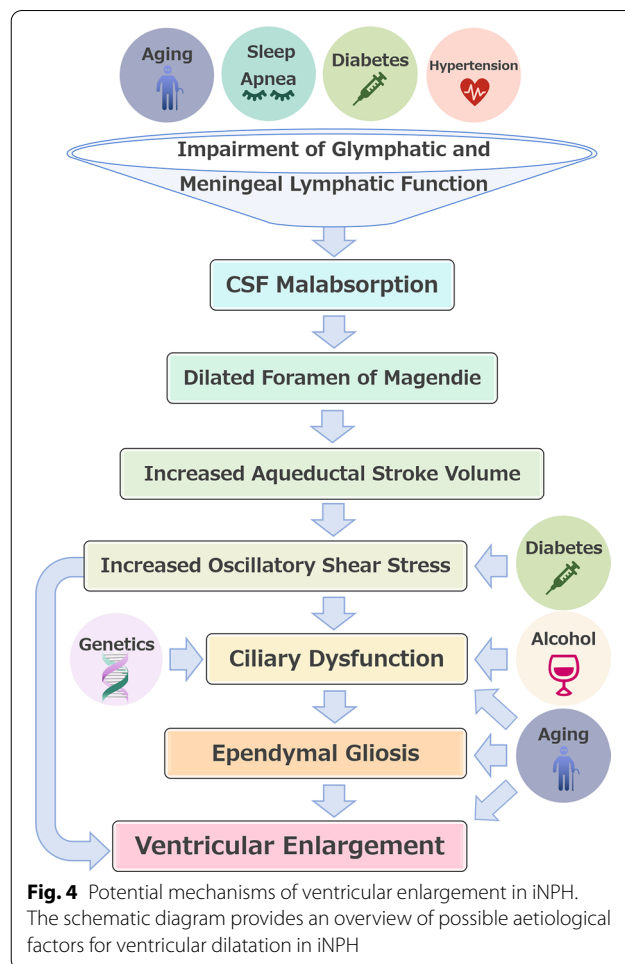 Aging
Sleep
Apnea
Diabetes
Hypertension
Impairment of Glymphatic and
Meningeal Lymphatic Function
CSF Malabsorption
Dilated Foramen of Magendie
Increased Aqueductal Stroke Volume
Increased Oscillatory Shear Stress
Diabetes
Genetics
Ciliary Dysfunction
Alcohol
Ependymal Gliosis
Aging
Ventricular Enlargement
Fig. 4 Potential mechanisms of ventricular enlargement in iNPH.
The schematic diagram provides an overview of possible aetiological
factors for ventricular dilatation in iNPH